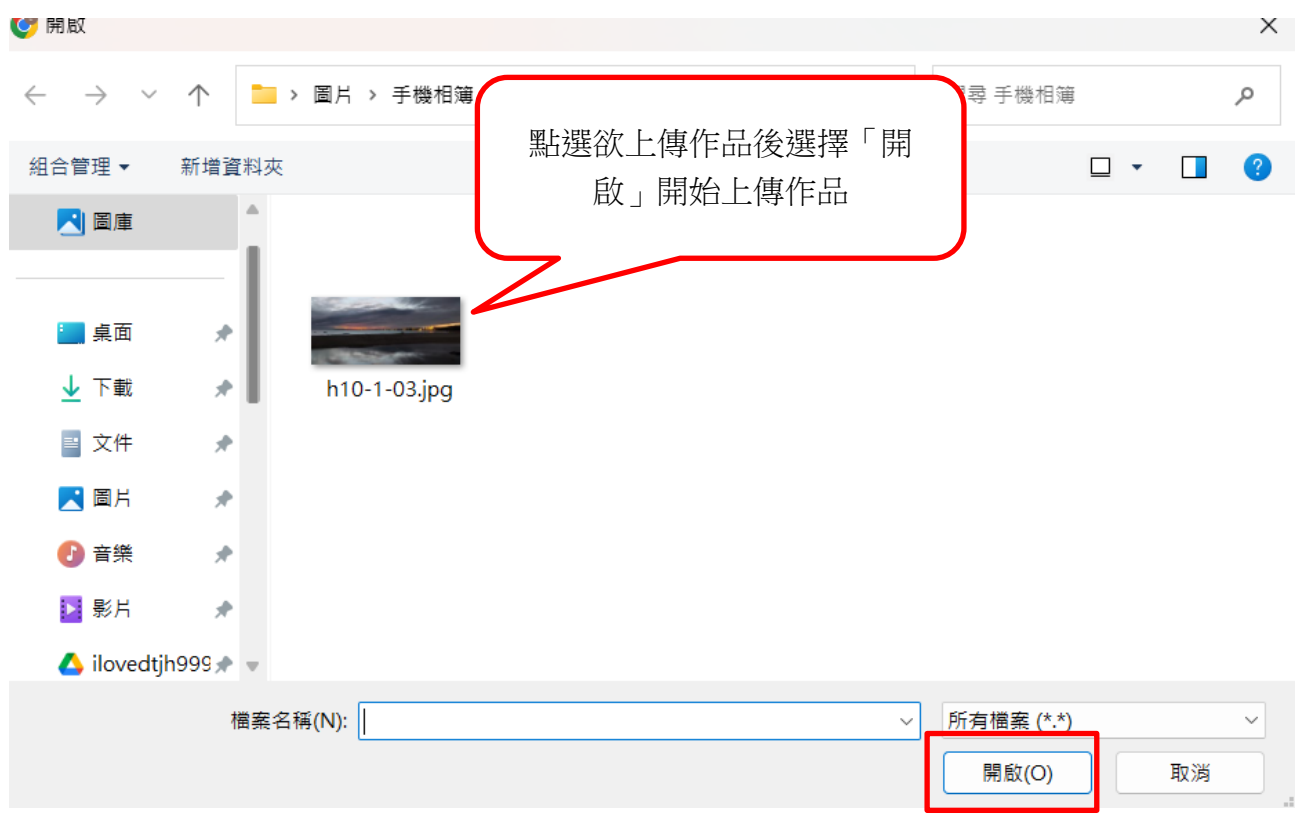 開啟
圖片 › 手機相簿
尋 手機相簿
點選欲上傳作品後選擇「開
啟」開始上傳作品
組合管理
新增資料夾
圖庫
桌面
下載
文件
圖片
音樂
影片
ilovedtjh999
h10-1-03.jpg
檔案名稱(N):
所有檔案 (*.*)
開啟(O)
取消